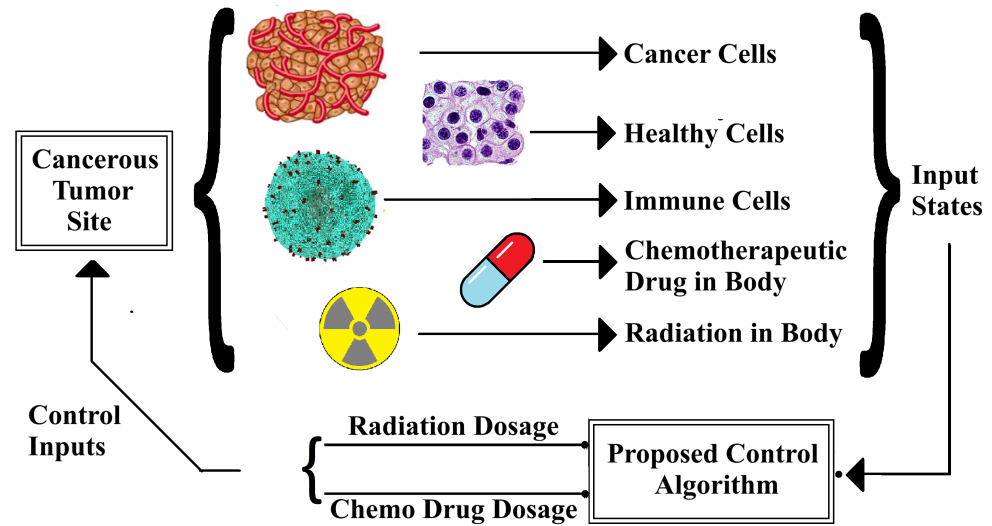 Cancer Cells
Healthy Cells
Cancerous
Tumor
Site
Immune Cells
Input
States
Chemotherapeutic
Drug in Body
Radiation in Body
Control
Inputs
Radiation Dosage
Chemo Drug Dosage
Proposed Control
Algorithm